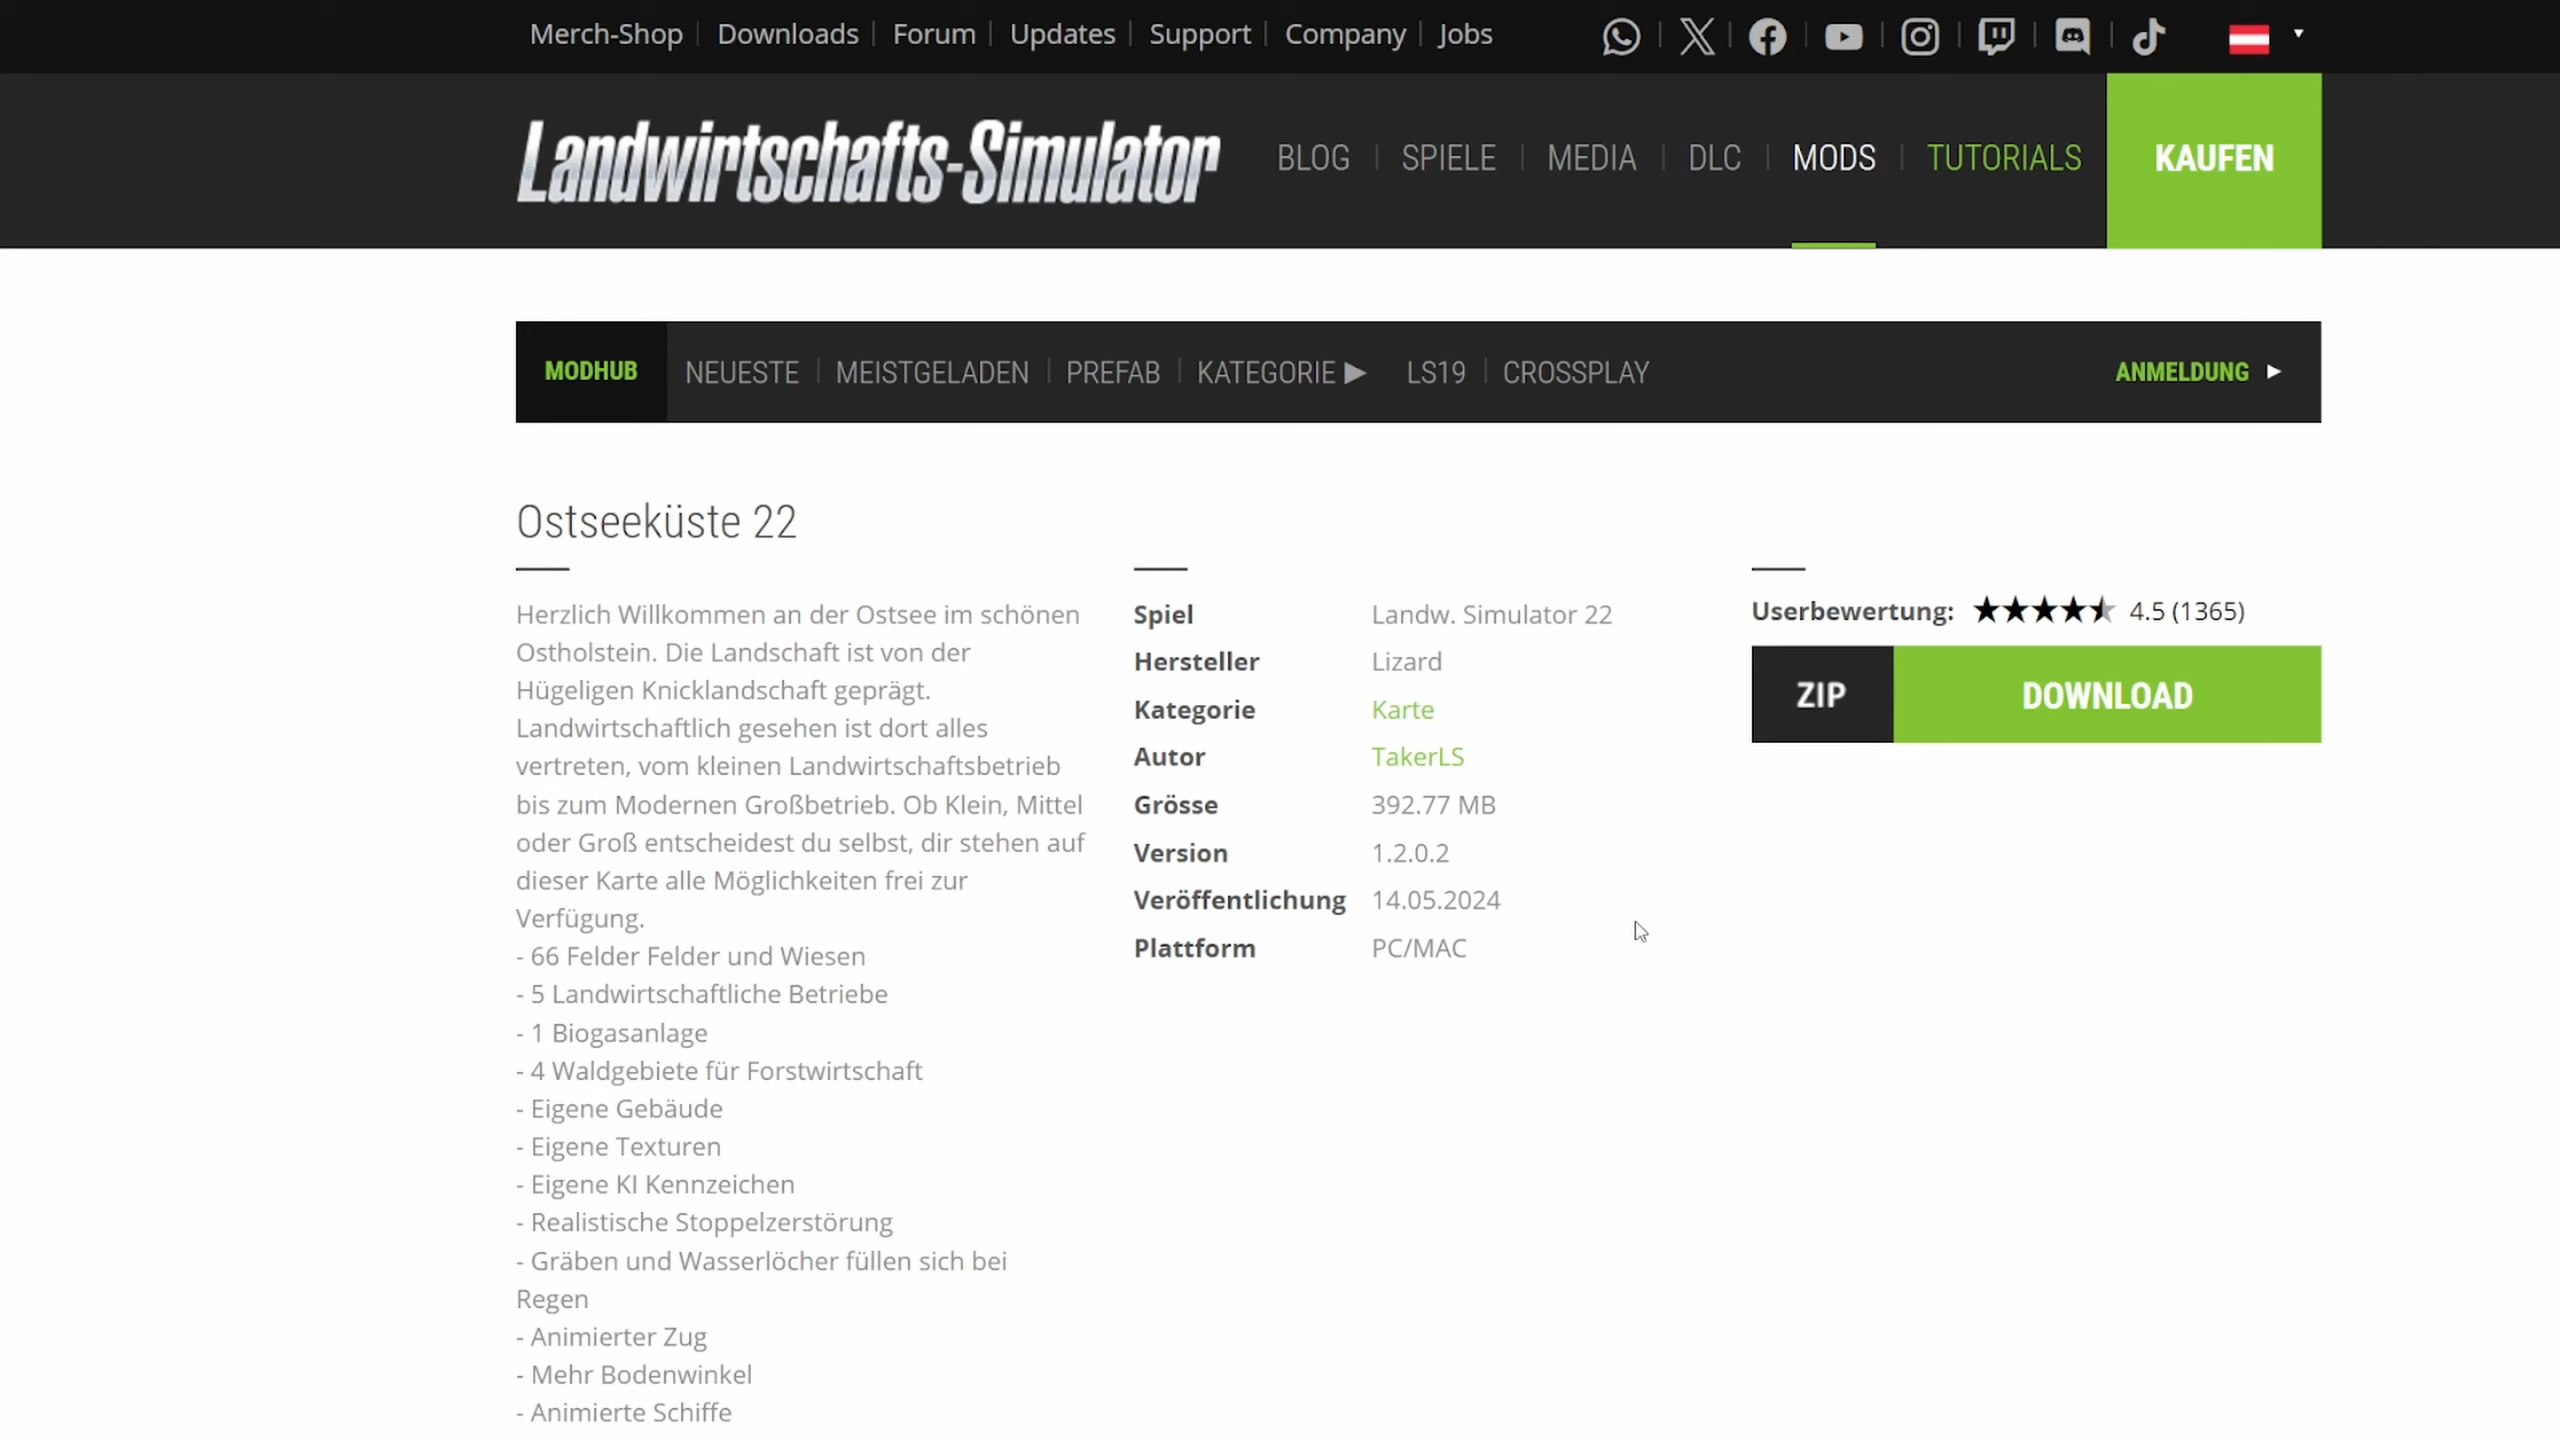 Merch-Shop Downloads Forum Updates Support Company Jobs
Landwirtschafts-Simulator BLOG SPIELE MEDIA DLC MODS TUTORIALS KAUFEN
MODHUB NEUESTE MEISTGELADEN PREFAB KATEGORIE LS19 CROSSPLAY ANMELDUNG
Ostseeküste 22
Herzlich Willkommen an der Ostsee im schönen
Ostholstein. Die Landschaft ist von der
Hügeligen Knicklandschaft geprägt.
Landwirtschaftlich gesehen ist dort alles
vertreten, vom kleinen Landwirtschaftsbetrieb
bis zum Modernen Großbetrieb. Ob Klein, Mittel
oder Groß entscheidest du selbst, dir stehen auf
dieser Karte alle Möglichkeiten frei zur
Verfügung.
- 66 Felder Felder und Wiesen
- 5 Landwirtschaftliche Betriebe
- 1 Biogasanlage
- 4 Waldgebiete für Forstwirtschaft
- Eigene Gebäude
- Eigene Texturen
- Eigene KI Kennzeichen
- Realistische Stoppelzerstörung
- Gräben und Wasserlöcher füllen sich bei
Regen
- Animierter Zug
- Mehr Bodenwinkel
- Animierte Schiffe
Spiel Landw. Simulator 22
Hersteller Lizard
Kategorie Karte
Autor TakerLS
Grösse 392.77 MB
Version 1.2.0.2
Veröffentlichung 14.05.2024
Plattform PC/MAC
Userbewertung: 4.5 (1365)
ZIP DOWNLOAD